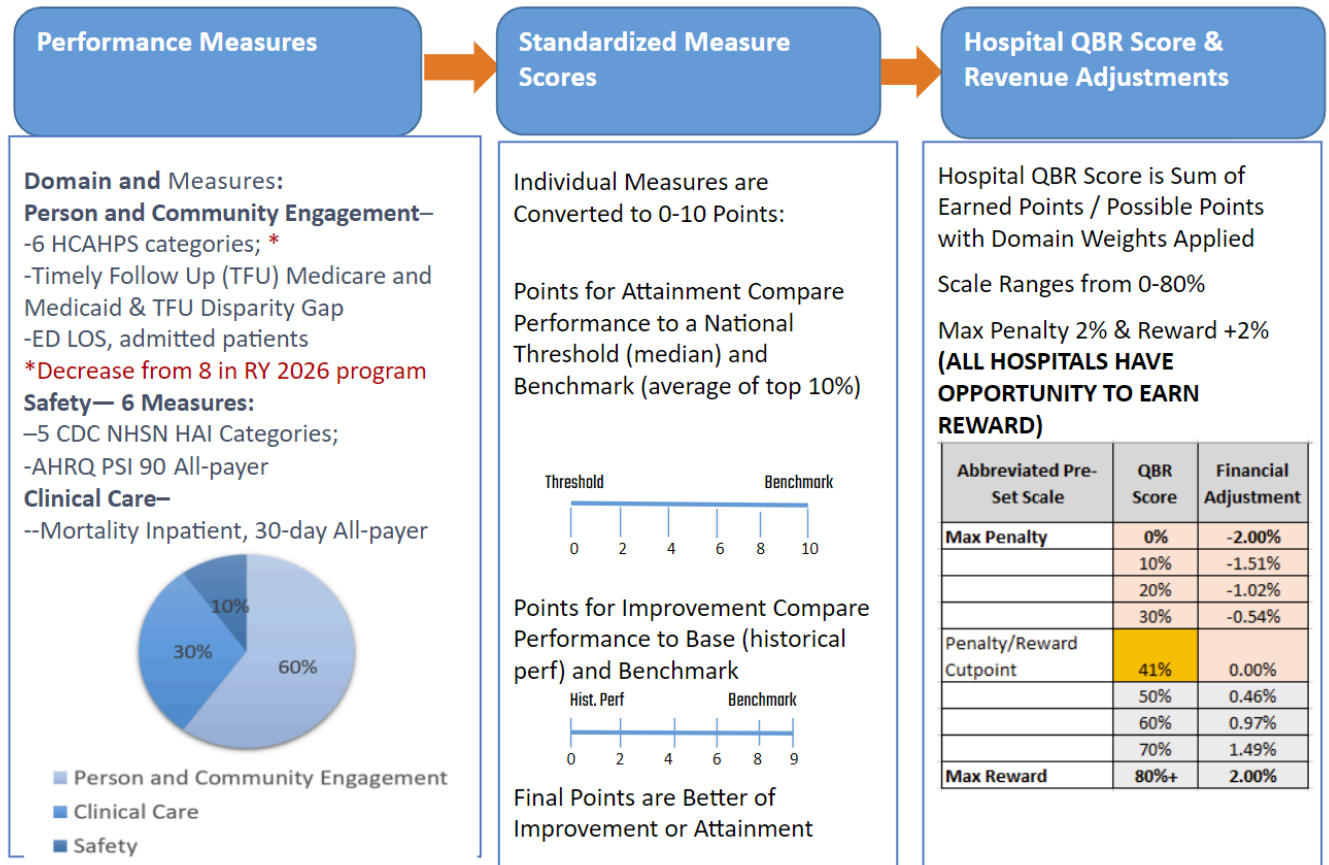 Performance Measures
Domain and Measures:
Person and Community Engagement–
-6 HCAHPS categories; *
-Timely Follow Up (TFU) Medicare and
Medicaid & TFU Disparity Gap
-ED LOS, admitted patients
*Decrease from 8 in RY 2026 program
Safety— 6 Measures:
–5 CDC NHSN HAI Categories;
-AHRQ PSI 90 All-payer
Clinical Care–
--Mortality Inpatient, 30-day All-payer
10%
30%
60%
Person and Community Engagement
Clinical Care
Safety
Standardized Measure
Scores
Individual Measures are
Converted to 0-10 Points:
Points for Attainment Compare
Performance to a National
Threshold (median) and
Benchmark (average of top 10%)
Threshold Benchmark
0 2 4 6 8 10
Points for Improvement Compare
Performance to Base (historical
perf) and Benchmark
Hist. Perf Benchmark
0 2 4 6 8 9
Final Points are Better of
Improvement or Attainment
Hospital QBR Score &
Revenue Adjustments
Hospital QBR Score is Sum of
Earned Points / Possible Points
with Domain Weights Applied
Scale Ranges from 0-80%
Max Penalty 2% & Reward +2%
(ALL HOSPITALS HAVE
OPPORTUNITY TO EARN
REWARD)
Abbreviated Pre- QBR Financial
Set Scale Score Adjustment
Max Penalty 0% -2.00%
10% -1.51%
20% -1.02%
30% -0.54%
Penalty/Reward
Cutpoint 41% 0.00%
50% 0.46%
60% 0.97%
70% 1.49%
Max Reward 80%+ 2.00%